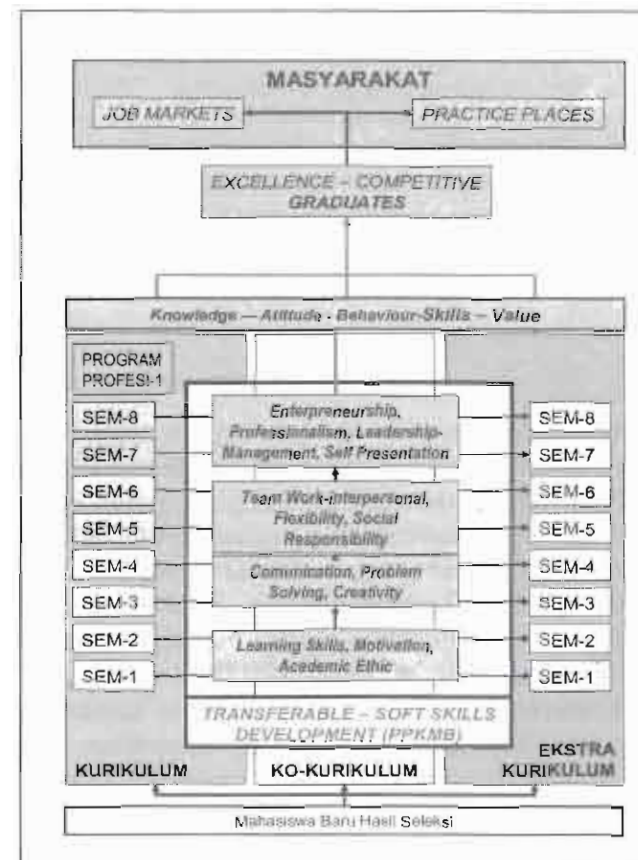 MASYARAKAT
JOB MARKETS
PRACTICE PLACES
EXCELLENCE – COMPETITIVE
GRADUATES
Knowledge — Attitude - Behaviour-Skills – Value
PROGRAM
PROFESI-1
SEM-8
SEM-7
SEM-6
SEM-5
SEM-4
SEM-3
SEM-2
SEM-1
Enterpreneurship,
Professionalism, Leadership-
Management, Self Presentation
Team Work-Interpersonal,
Flexibility, Social
Responsibility
Comunication, Problem
Solving, Creativity
Learning Skills, Motivation,
Academic Ethic
TRANSFERABLE – SOFT SKILLS
DEVELOPMENT (PPKMB)
SEM-8
SEM-7
SEM-6
SEM-5
SEM-4
SEM-3
SEM-2
SEM-1
KURIKULUM
KO-KURIKULUM
EKSTRA
KURIKULUM
Mahasiswa Baru Hasil Seleksi